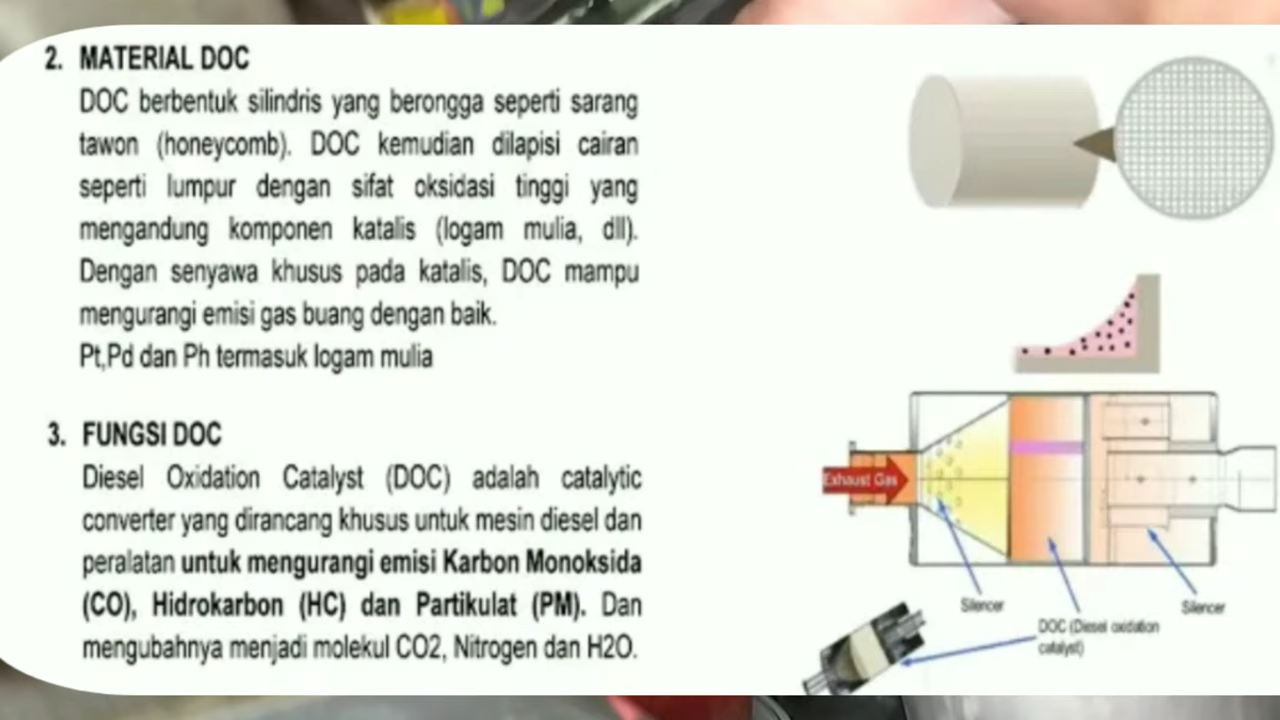 2. MATERIAL DOC
DOC berbentuk silindris yang berongga seperti sarang
tawon (honeycomb). DOC kemudian dilapisi cairan
seperti lumpur dengan sifat oksidasi tinggi yang
mengandung komponen katalis (logam mulia, dll).
Dengan senyawa khusus pada katalis, DOC mampu
mengurangi emisi gas buang dengan baik.
Pt,Pd dan Ph termasuk logam mulia
3. FUNGSI DOC
Diesel Oxidation Catalyst (DOC) adalah catalytic
converter yang dirancang khusus untuk mesin diesel dan
peralatan untuk mengurangi emisi Karbon Monoksida
(CO), Hidrokarbon (HC) dan Partikulat (PM). Dan
mengubahnya menjadi molekul CO2, Nitrogen dan H2O.
Exhaust Gas
Silencer
Silencer
DOC (Diesel oxidation
catalyst)